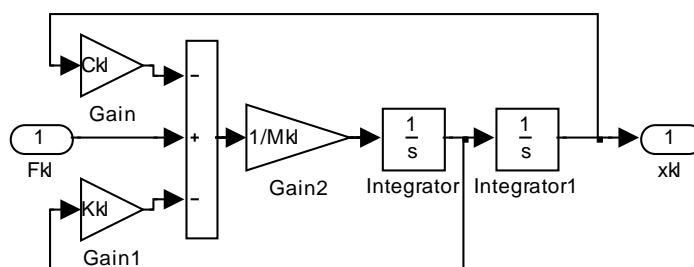 Ckl
Gain
1
Fkl
Kkl
Gain1
−
+
−
1/Mkl
Gain2
1
s
Integrator
1
s
Integrator1
1
xkl